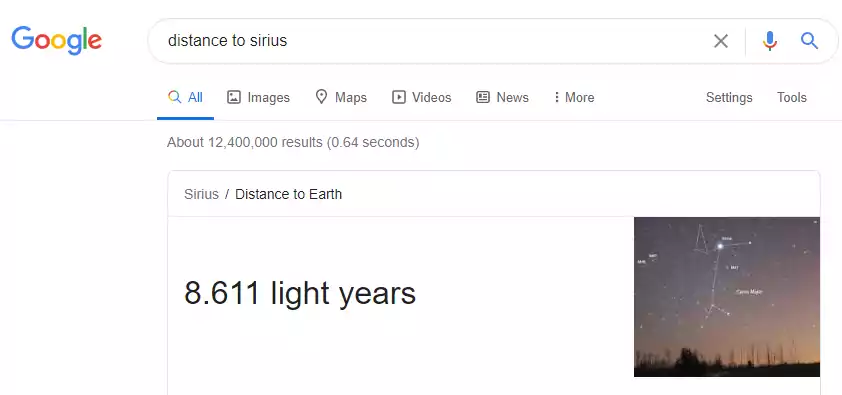 Google
distance to sirius
All Images Maps Videos News More Settings Tools
About 12,400,000 results (0.64 seconds)
Sirius / Distance to Earth
8.611 light years
Sirius
M47
Canis Major